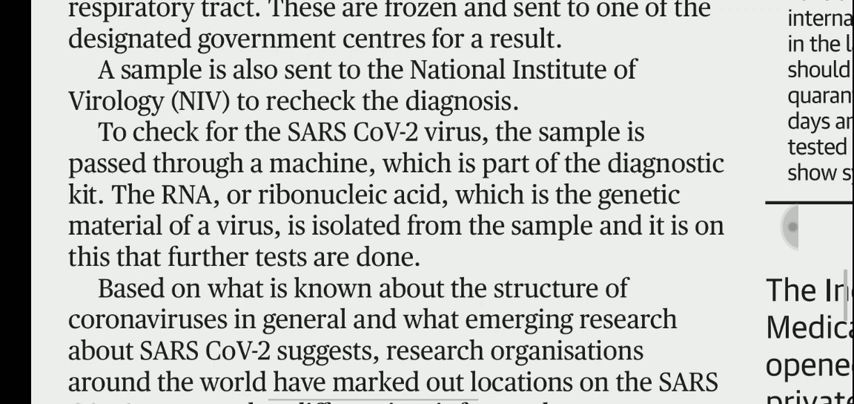 respiratory tract. These are frozen and sent to one of the
designated government centres for a result.
A sample is also sent to the National Institute of
Virology (NIV) to recheck the diagnosis.
To check for the SARS CoV-2 virus, the sample is
passed through a machine, which is part of the diagnostic
kit. The RNA, or ribonucleic acid, which is the genetic
material of a virus, is isolated from the sample and it is on
this that further tests are done.
Based on what is known about the structure of
coronaviruses in general and what emerging research
about SARS CoV-2 suggests, research organisations
around the world have marked out locations on the SARS
interna
in the l
should
quaran
days ar
tested
show s
The In
Medica
opene
private